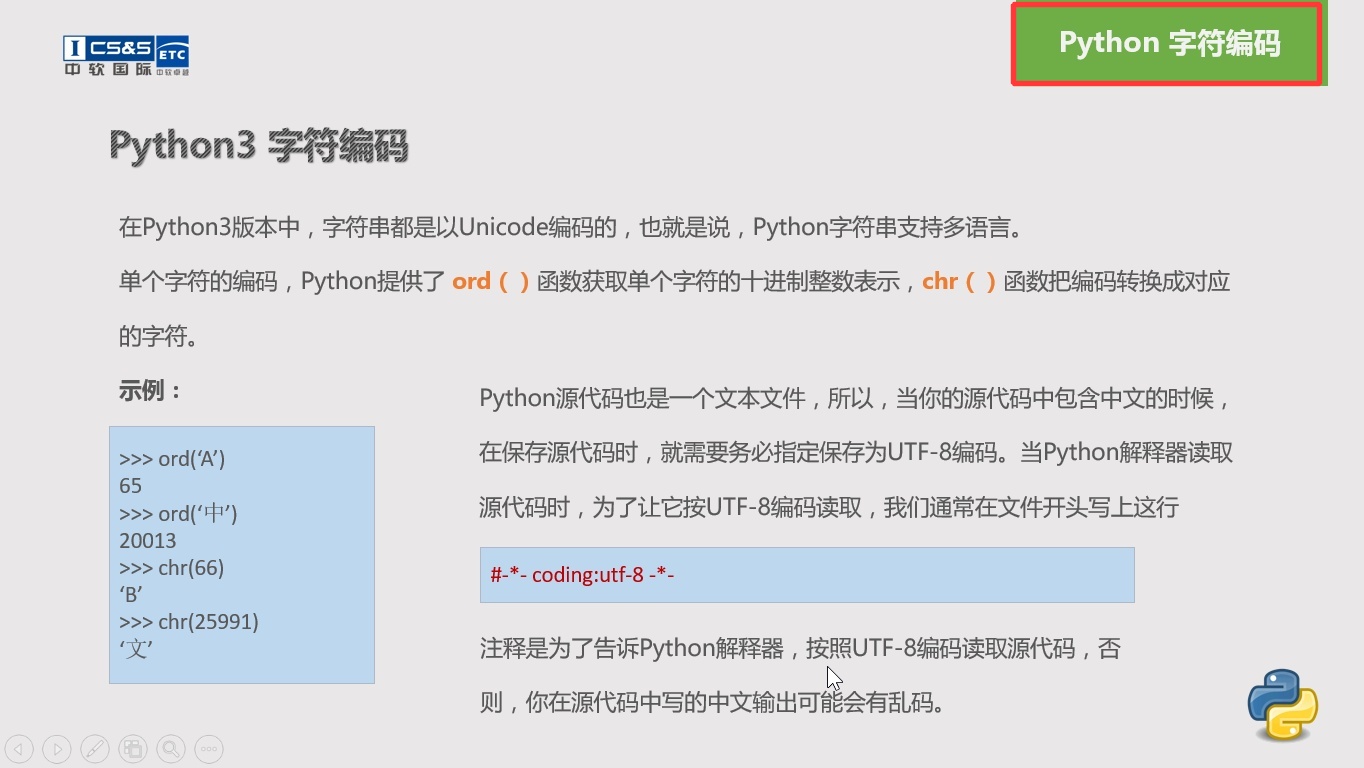 I CS&S ETC
中软国际 中软卓越
Python 字符编码
Python3 字符编码
在Python3版本中，字符串都是以Unicode编码的，也就是说，Python字符串支持多语言。
单个字符的编码，Python提供了 ord（ ）函数获取单个字符的十进制整数表示，chr（ ）函数把编码转换成对应
的字符。
示例：
>>> ord(‘A’)
65
>>> ord(‘中’)
20013
>>> chr(66)
‘B’
>>> chr(25991)
‘文’
Python源代码也是一个文本文件，所以，当你的源代码中包含中文的时候，
在保存源代码时，就需要务必指定保存为UTF-8编码。当Python解释器读取
源代码时，为了让它按UTF-8编码读取，我们通常在文件开头写上这行
#-*- coding:utf-8 -*-
注释是为了告诉Python解释器，按照UTF-8编码读取源代码，否
则，你在源代码中写的中文输出可能会有乱码。